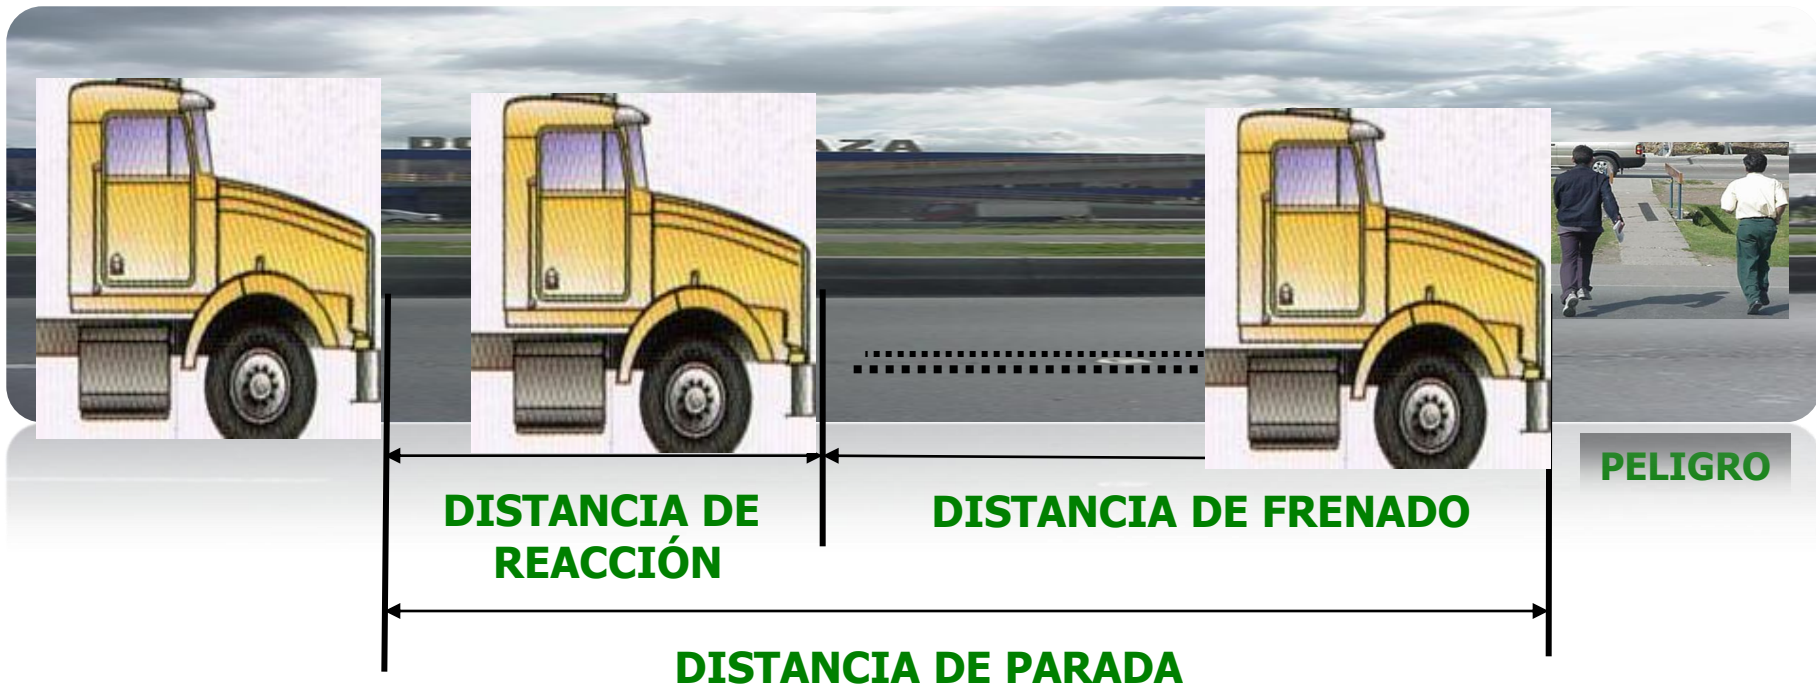 PELIGRO
DISTANCIA DE
REACCIÓN
DISTANCIA DE FRENADO
DISTANCIA DE PARADA